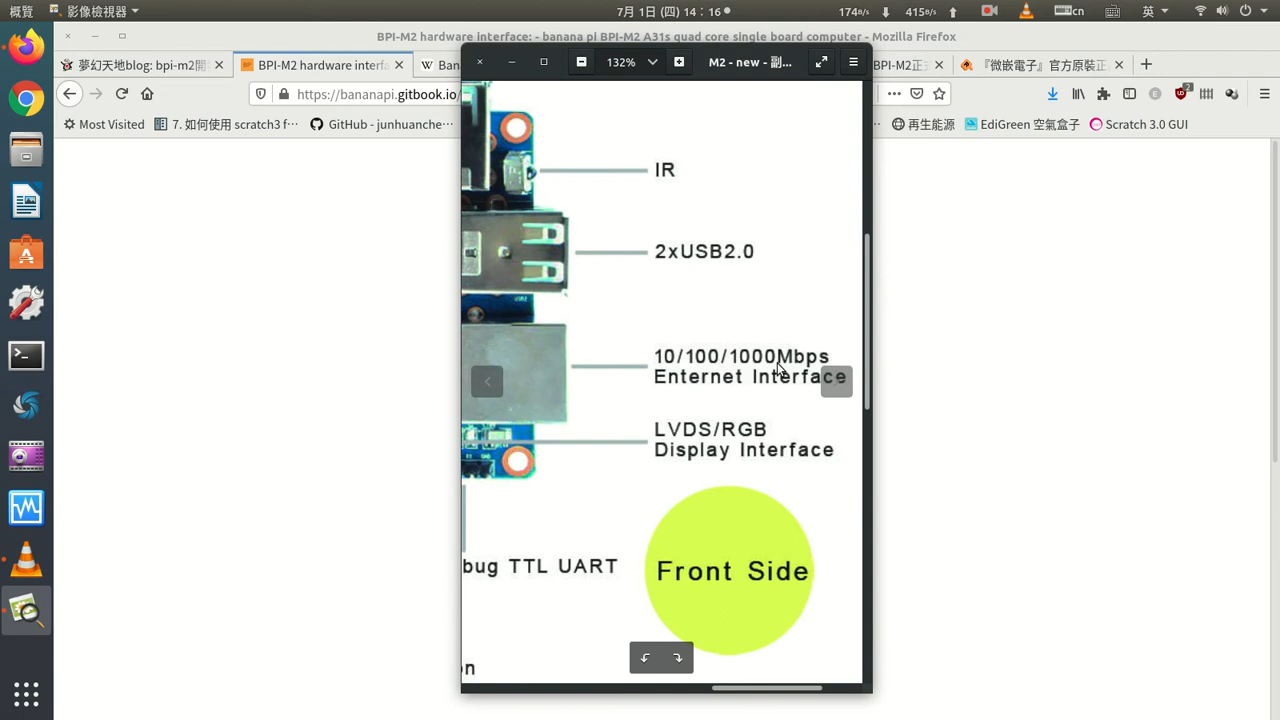 概覽 影像檢視器 7月 1日 (四) 14：16 174B/s 415B/s cn 英
BPI-M2 hardware interface: - banana pi BPI-M2 A31s quad core single board computer - Mozilla Firefox
夢幻天地blog: bpi-m2開 BPI-M2 hardware interfa Ban BPI-M2正 『微嵌電子』官方原裝正
132% M2 - new - 副...
https://bananapi.gitbook.io/
Most Visited 7. 如何使用 scratch3 f… GitHub - junhuanche… 再生能源 EdiGreen 空氣盒子 Scratch 3.0 GUI
IR
2xUSB2.0
10/100/1000Mbps
Enternet Interface
LVDS/RGB
Display Interface
bug TTL UART
Front Side
on